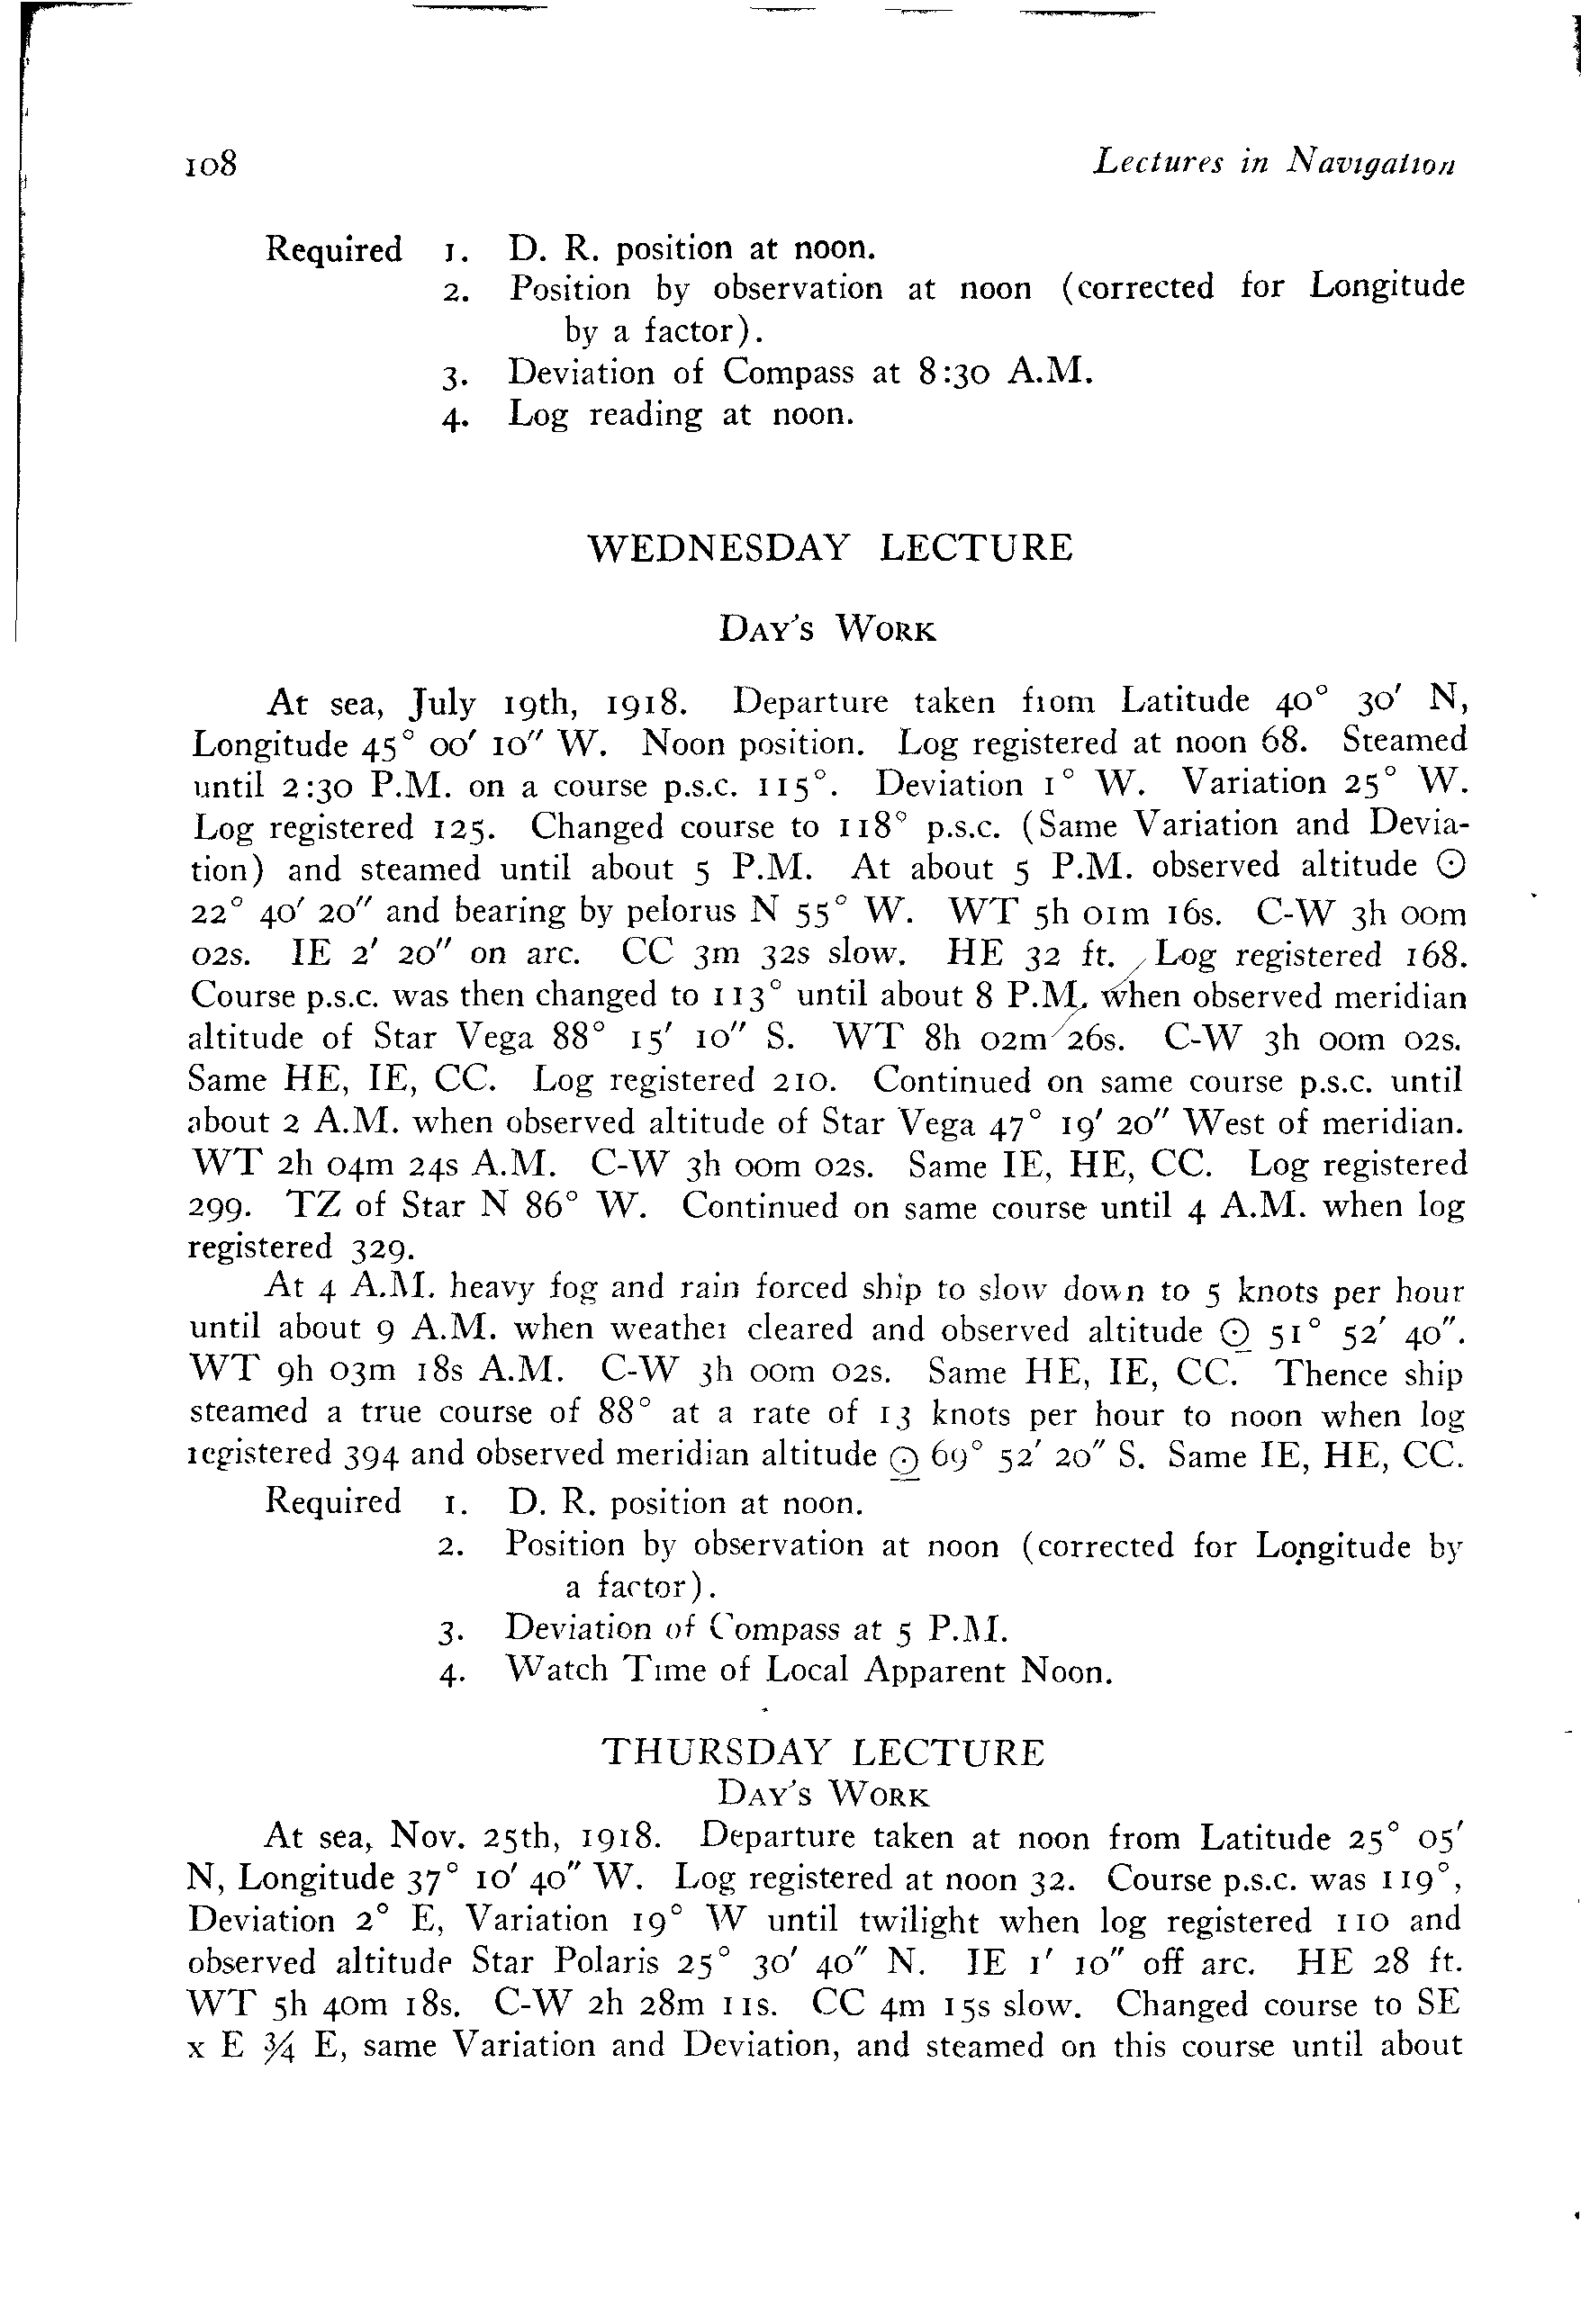 108 Lectures in Navigation
Required 1. D. R. position at noon.
2. Position by observation at noon (corrected for Longitude
by a factor).
3. Deviation of Compass at 8:30 A.M.
4. Log reading at noon.
WEDNESDAY LECTURE
DAY'S WORK
At sea, July 19th, 1918. Departure taken from Latitude 40° 30′ N,
Longitude 45° 00′ 10″ W. Noon position. Log registered at noon 68. Steamed
until 2:30 P.M. on a course p.s.c. 115°. Deviation 1° W. Variation 25° W.
Log registered 125. Changed course to 118° p.s.c. (Same Variation and Devia-
tion) and steamed until about 5 P.M. At about 5 P.M. observed altitude ⊙
22° 40′ 20″ and bearing by pelorus N 55° W. WT 5h 01m 16s. C-W 3h 00m
02s. IE 2′ 20″ on arc. CC 3m 32s slow. HE 32 ft. Log registered 168.
Course p.s.c. was then changed to 113° until about 8 P.M. when observed meridian
altitude of Star Vega 88° 15′ 10″ S. WT 8h 02m 26s. C-W 3h 00m 02s.
Same HE, IE, CC. Log registered 210. Continued on same course p.s.c. until
about 2 A.M. when observed altitude of Star Vega 47° 19′ 20″ West of meridian.
WT 2h 04m 24s A.M. C-W 3h 00m 02s. Same IE, HE, CC. Log registered
299. TZ of Star N 86° W. Continued on same course until 4 A.M. when log
registered 329.
At 4 A.M. heavy fog and rain forced ship to slow down to 5 knots per hour
until about 9 A.M. when weather cleared and observed altitude ⊙ 51° 52′ 40″.
WT 9h 03m 18s A.M. C-W 3h 00m 02s. Same HE, IE, CC. Thence ship
steamed a true course of 88° at a rate of 13 knots per hour to noon when log
registered 394 and observed meridian altitude ⊙ 69° 52′ 20″ S. Same IE, HE, CC.
Required 1. D. R. position at noon.
2. Position by observation at noon (corrected for Longitude by
a factor).
3. Deviation of Compass at 5 P.M.
4. Watch Time of Local Apparent Noon.
THURSDAY LECTURE
DAY'S WORK
At sea, Nov. 25th, 1918. Departure taken at noon from Latitude 25° 05′
N, Longitude 37° 10′ 40″ W. Log registered at noon 32. Course p.s.c. was 119°,
Deviation 2° E, Variation 19° W until twilight when log registered 110 and
observed altitude Star Polaris 25° 30′ 40″ N. IE 1′ 10″ off arc. HE 28 ft.
WT 5h 40m 18s. C-W 2h 28m 11s. CC 4m 15s slow. Changed course to SE
x E ¾ E, same Variation and Deviation, and steamed on this course until about